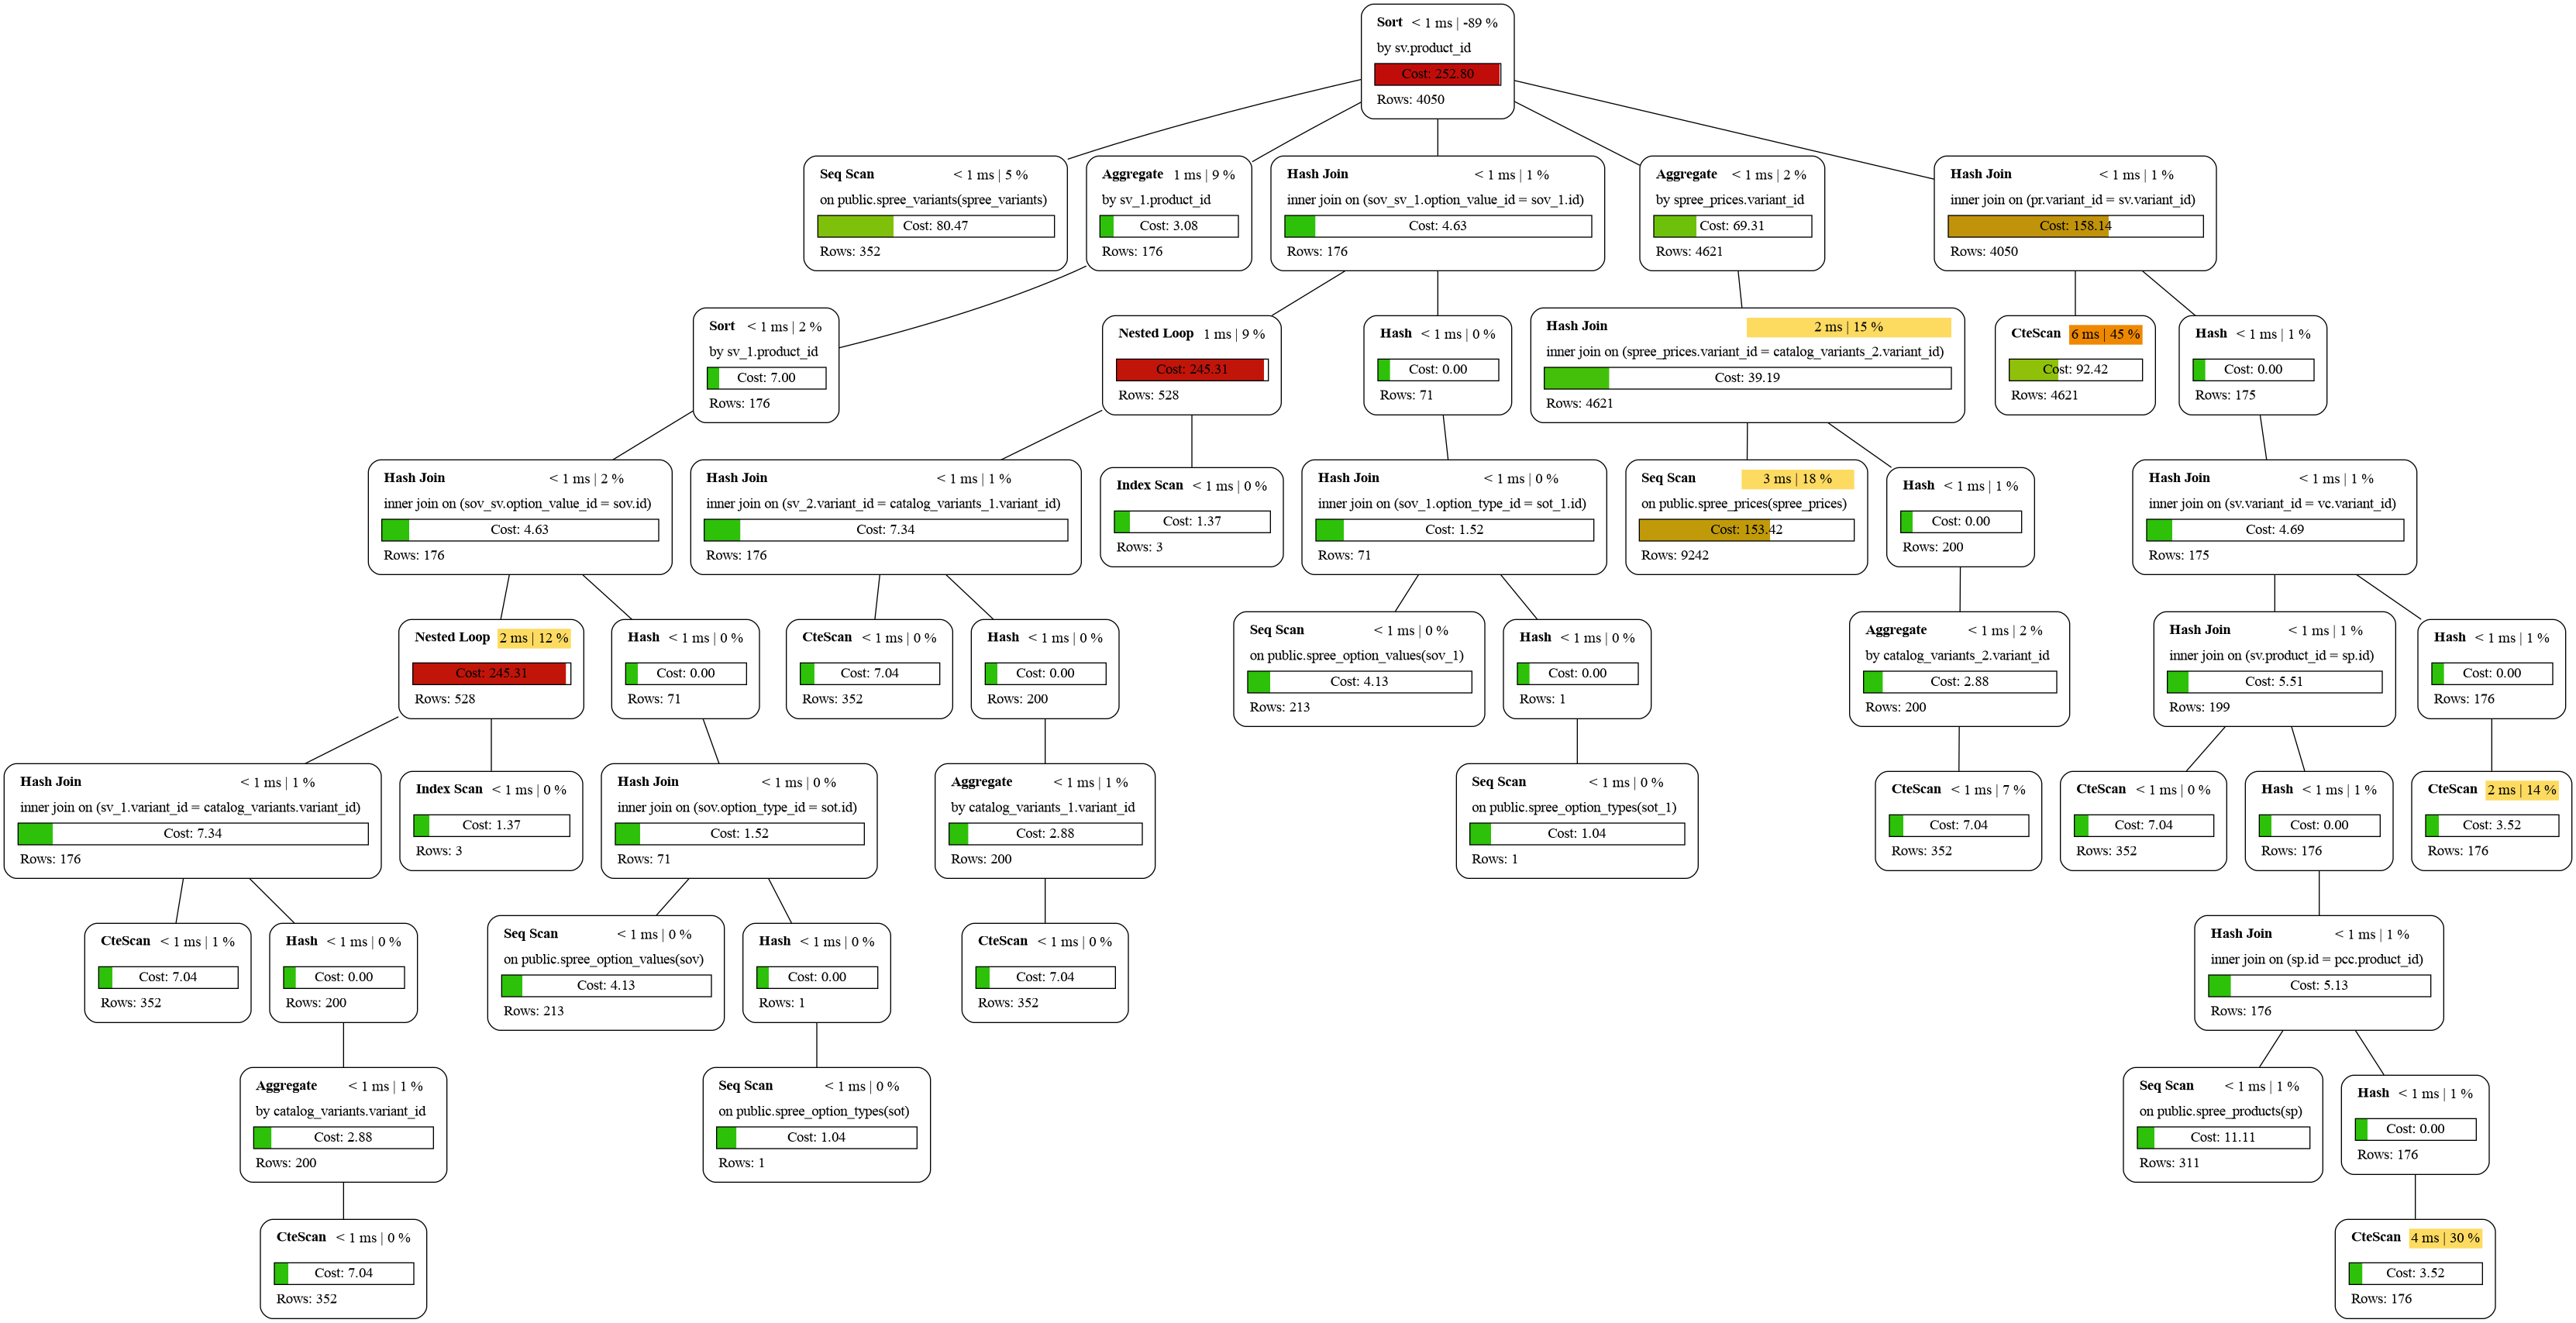 Sort < 1 ms | -89 %
by sv.product_id
Cost: 252.80
Rows: 4050
Seq Scan < 1 ms | 5 %
on public.spree_variants(spree_variants)
Cost: 80.47
Rows: 352
Aggregate 1 ms | 9 %
by sv_1.product_id
Cost: 3.08
Rows: 176
Hash Join < 1 ms | 1 %
inner join on (sov_sv_1.option_value_id = sov_1.id)
Cost: 4.63
Rows: 176
Aggregate < 1 ms | 2 %
by spree_prices.variant_id
Cost: 69.31
Rows: 4621
Hash Join < 1 ms | 1 %
inner join on (pr.variant_id = sv.variant_id)
Cost: 158.14
Rows: 4050
Sort < 1 ms | 2 %
by sv_1.product_id
Cost: 7.00
Rows: 176
Nested Loop 1 ms | 9 %
Cost: 245.31
Rows: 528
Hash < 1 ms | 0 %
Cost: 0.00
Rows: 71
Hash Join 2 ms | 15 %
inner join on (spree_prices.variant_id = catalog_variants_2.variant_id)
Cost: 39.19
Rows: 4621
CteScan 6 ms | 45 %
Cost: 92.42
Rows: 4621
Hash < 1 ms | 1 %
Cost: 0.00
Rows: 175
Hash Join < 1 ms | 2 %
inner join on (sov_sv.option_value_id = sov.id)
Cost: 4.63
Rows: 176
Hash Join < 1 ms | 1 %
inner join on (sv_2.variant_id = catalog_variants_1.variant_id)
Cost: 7.34
Rows: 176
Index Scan < 1 ms | 0 %
Cost: 1.37
Rows: 3
Hash Join < 1 ms | 0 %
inner join on (sov_1.option_type_id = sot_1.id)
Cost: 1.52
Rows: 71
Seq Scan 3 ms | 18 %
on public.spree_prices(spree_prices)
Cost: 153.42
Rows: 9242
Hash < 1 ms | 1 %
Cost: 0.00
Rows: 200
Hash Join < 1 ms | 1 %
inner join on (sv.variant_id = vc.variant_id)
Cost: 4.69
Rows: 175
Nested Loop 2 ms | 12 %
Cost: 245.31
Rows: 528
Hash < 1 ms | 0 %
Cost: 0.00
Rows: 71
CteScan < 1 ms | 0 %
Cost: 7.04
Rows: 352
Hash < 1 ms | 0 %
Cost: 0.00
Rows: 200
Seq Scan < 1 ms | 0 %
on public.spree_option_values(sov_1)
Cost: 4.13
Rows: 213
Hash < 1 ms | 0 %
Cost: 0.00
Rows: 1
Aggregate < 1 ms | 2 %
by catalog_variants_2.variant_id
Cost: 2.88
Rows: 200
Hash Join < 1 ms | 1 %
inner join on (sv.product_id = sp.id)
Cost: 5.51
Rows: 199
Hash < 1 ms | 1 %
Cost: 0.00
Rows: 176
Hash Join < 1 ms | 1 %
inner join on (sv_1.variant_id = catalog_variants.variant_id)
Cost: 7.34
Rows: 176
Index Scan < 1 ms | 0 %
Cost: 1.37
Rows: 3
Hash Join < 1 ms | 0 %
inner join on (sov.option_type_id = sot.id)
Cost: 1.52
Rows: 71
Aggregate < 1 ms | 1 %
by catalog_variants_1.variant_id
Cost: 2.88
Rows: 200
Seq Scan < 1 ms | 0 %
on public.spree_option_types(sot_1)
Cost: 1.04
Rows: 1
CteScan < 1 ms | 7 %
Cost: 7.04
Rows: 352
CteScan < 1 ms | 0 %
Cost: 7.04
Rows: 352
Hash < 1 ms | 1 %
Cost: 0.00
Rows: 176
CteScan 2 ms | 14 %
Cost: 3.52
Rows: 176
CteScan < 1 ms | 1 %
Cost: 7.04
Rows: 352
Hash < 1 ms | 0 %
Cost: 0.00
Rows: 200
Seq Scan < 1 ms | 0 %
on public.spree_option_values(sov)
Cost: 4.13
Rows: 213
Hash < 1 ms | 0 %
Cost: 0.00
Rows: 1
CteScan < 1 ms | 0 %
Cost: 7.04
Rows: 352
Hash Join < 1 ms | 1 %
inner join on (sp.id = pcc.product_id)
Cost: 5.13
Rows: 176
Aggregate < 1 ms | 1 %
by catalog_variants.variant_id
Cost: 2.88
Rows: 200
Seq Scan < 1 ms | 0 %
on public.spree_option_types(sot)
Cost: 1.04
Rows: 1
Seq Scan < 1 ms | 1 %
on public.spree_products(sp)
Cost: 11.11
Rows: 311
Hash < 1 ms | 1 %
Cost: 0.00
Rows: 176
CteScan < 1 ms | 0 %
Cost: 7.04
Rows: 352
CteScan 4 ms | 30 %
Cost: 3.52
Rows: 176